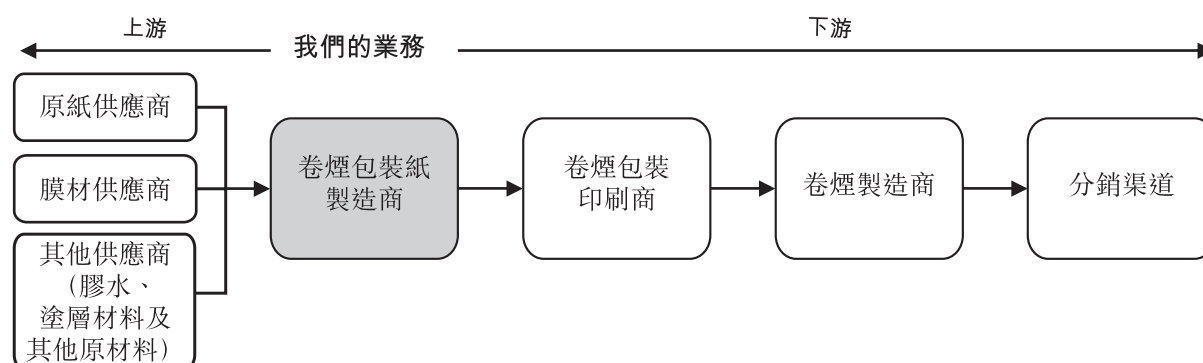 上游
我們的業務
下游
原紙供應商
膜材供應商
其他供應商
(膠水、
塗層材料及
其他原材料)
卷煙包裝紙
製造商
卷煙包裝
印刷商
卷煙製造商
分銷渠道